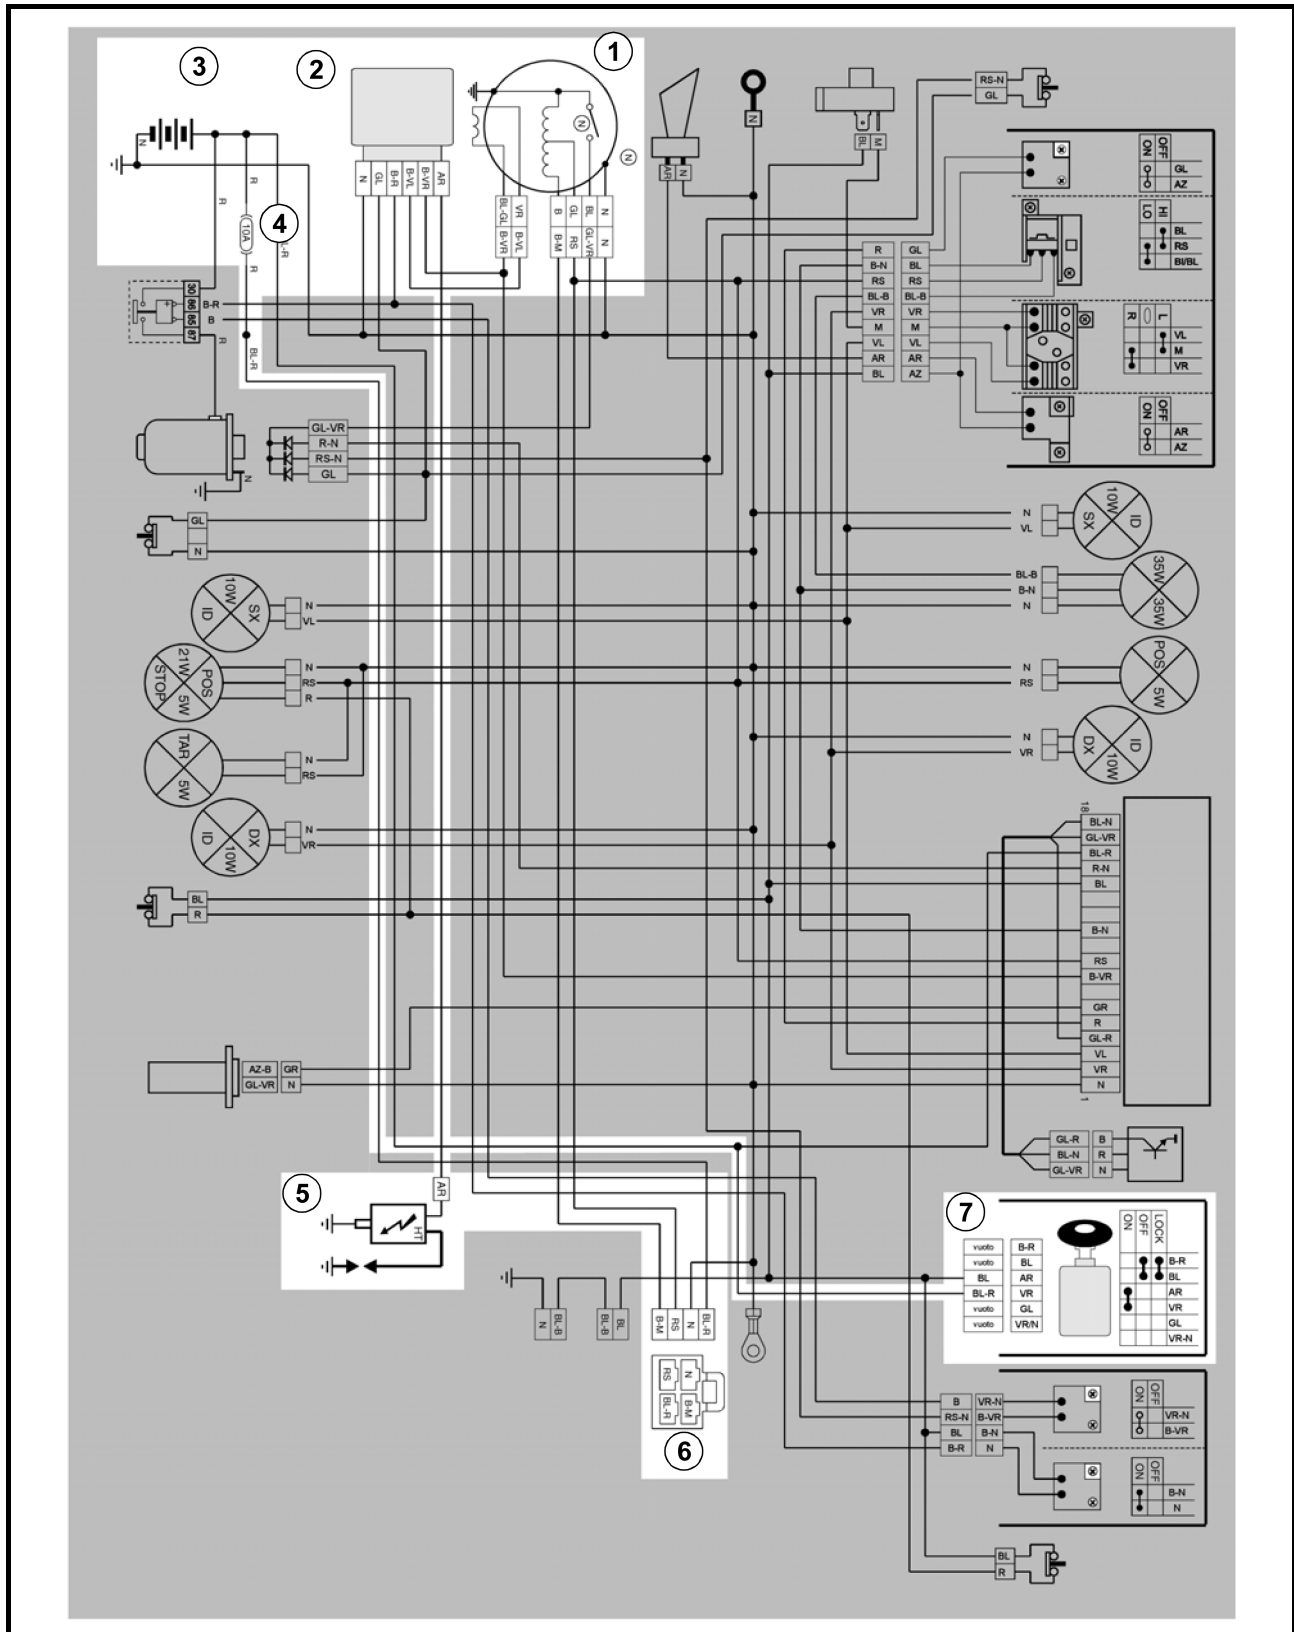 3
2
1
4
N
R
R
10A
R
L-R
BL-R
R
N
GL
B-R
B-VL
B-VR
AR
N
N
BL-GL
VR
B-VR
B-VL
B
GL
BL
N
B-M
RS
GL-VR
N
AR
N
N
BL
M
RS-N
GL
30
86
85
87
B-R
B
GL-VR
R-N
RS-N
GL
N
R
GL
B-N
BL
RS
RS
BL-B
BL-B
VR
VR
M
M
VL
VL
AR
AR
BL
AZ
ON
OFF
GL
AZ
LO
HI
BL
RS
BI/BL
R
L
VL
M
VR
ON
OFF
AR
AZ
GL
N
10W
SX
ID
N
VL
21W
POS
STOP
5W
N
RS
R
TAR
5W
N
RS
DX
ID
10W
N
VR
BL
R
N
VL
10W
ID
SX
BL-B
B-N
N
35W
35W
N
RS
POS
5W
N
VR
DX
ID
10W
18
BL-N
GL-VR
BL-R
R-N
BL
B-N
RS
B-VR
GR
R
GL-R
VL
VR
N
1
AZ-B
GR
GL-VR
N
GL-R
B
BL-N
R
GL-VR
N
5
AR
HT
7
vuoto
B-R
vuoto
BL
BL
AR
BL-R
VR
vuoto
GL
vuoto
VR/N
ON
OFF
LOCK
B-R
BL
AR
VR
GL
VR-N
N
BL-B
BL-B
BL
B-M
RS
N
BL-R
RS
N
BL-R
B-M
6
B
VR-N
RS-N
B-VR
BL
B-N
B-R
N
ON
OFF
VR-N
B-VR
ON
OFF
B-N
N
BL
R